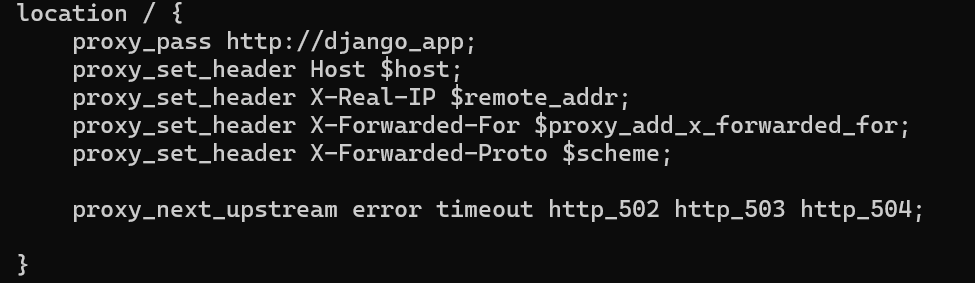 location / {
    proxy_pass http://django_app;
    proxy_set_header Host $host;
    proxy_set_header X-Real-IP $remote_addr;
    proxy_set_header X-Forwarded-For $proxy_add_x_forwarded_for;
    proxy_set_header X-Forwarded-Proto $scheme;

    proxy_next_upstream error timeout http_502 http_503 http_504;

}